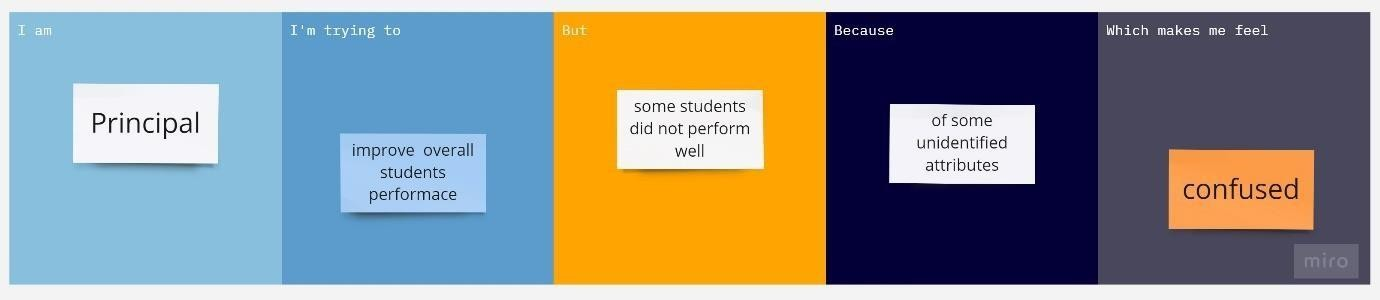 I am
Principal
I'm trying to
improve  overall
students
performace
But
some students
did not perform
well
Because
of some
unidentified
attributes
Which makes me feel
confused
miro